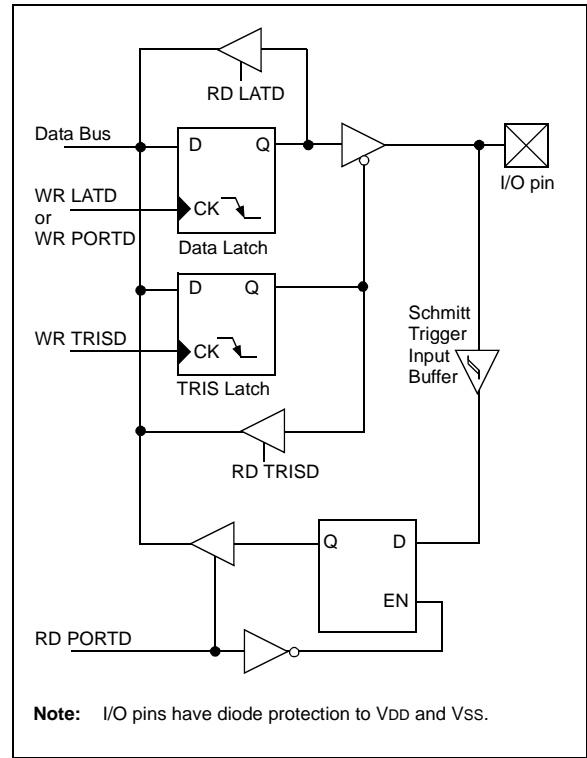 RD LATD
Data Bus
D Q
I/O pin
WR LATD
or
WR PORTD
CK
Data Latch
D Q
WR TRISD
CK
TRIS Latch
Schmitt
Trigger
Input
Buffer
RD TRISD
Q D
EN
RD PORTD
Note: I/O pins have diode protection to VDD and VSS.